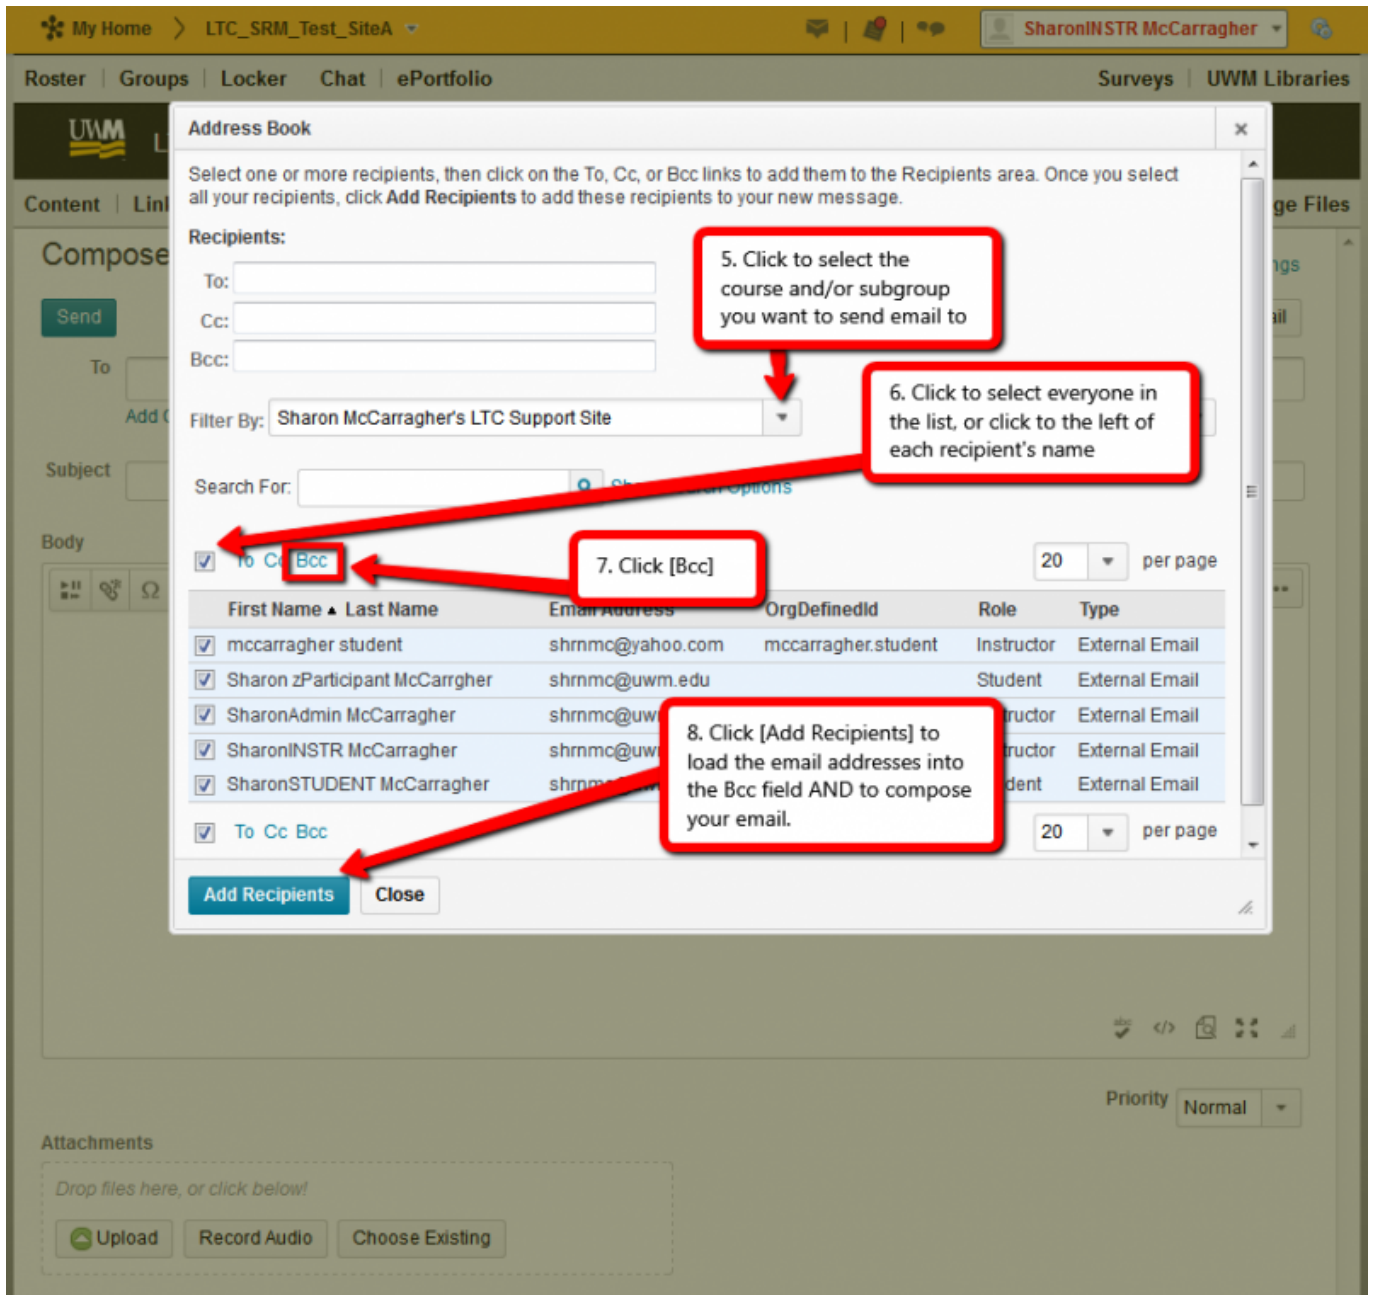 My Home
LTC_SRM_Test_SiteA
SharonINSTR McCarragher
Roster Groups Locker Chat ePortfolio
Surveys UWM Libraries
UWM
Address Book
Select one or more recipients, then click on the To, Cc, or Bcc links to add them to the Recipients area. Once you select
all your recipients, click Add Recipients to add these recipients to your new message.
Content
Files
Compose
Recipients:
To:
Cc:
Bcc:
5. Click to select the
course and/or subgroup
you want to send email to
Send
To
Add
Filter By: Sharon McCarragher's LTC Support Site
6. Click to select everyone in
the list, or click to the left of
each recipient's name
Subject
Search For:
Options
Body
To Cc Bcc
7. Click [Bcc]
20 per page
First Name Last Name Email Address OrgDefinedId Role Type
mccarragher student shrnmc@yahoo.com mccarragher.student Instructor External Email
Sharon zParticipant McCarrgher shrnmc@uwm.edu Student External Email
SharonAdmin McCarragher External Email
SharonINSTR McCarragher External Email
SharonSTUDENT McCarragher External Email
8. Click [Add Recipients] to
load the email addresses into
the Bcc field AND to compose
your email.
To Cc Bcc
20 per page
Add Recipients
Close
abc
Priority Normal
Attachments
Drop files here, or click below!
Upload Record Audio Choose Existing